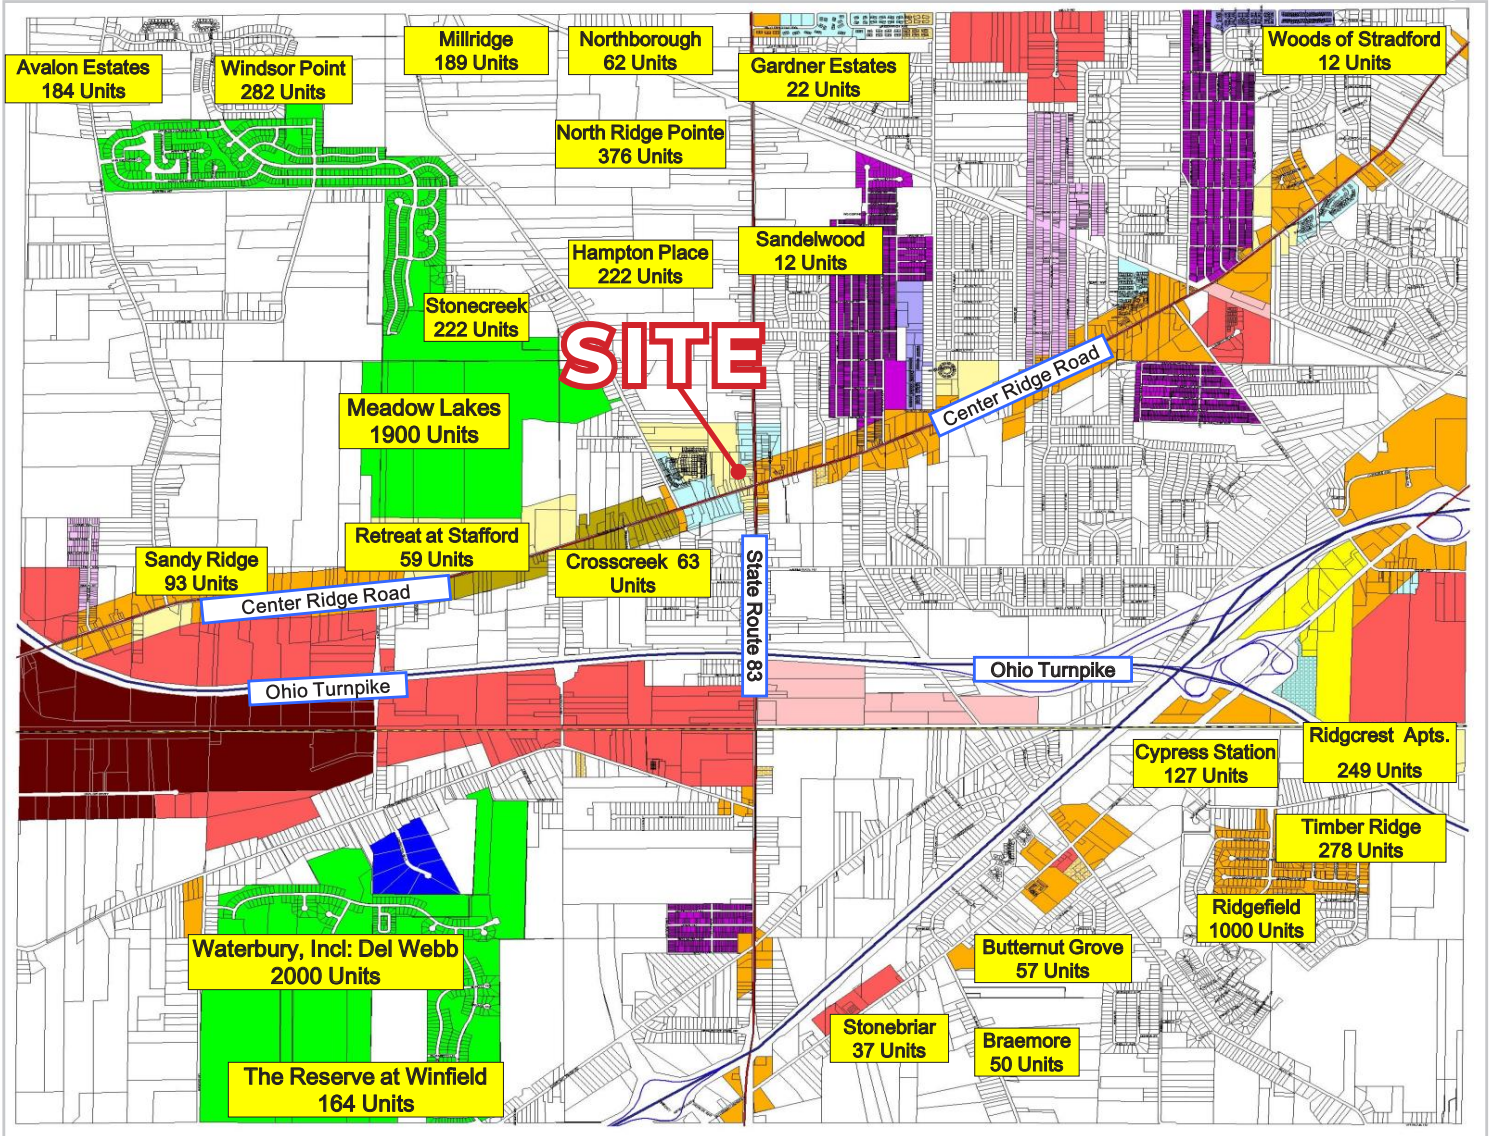 Millridge
189 Units
Northborough
62 Units
Woods of Stradford
12 Units
Avalon Estates
184 Units
Windsor Point
282 Units
Gardner Estates
22 Units
North Ridge Pointe
376 Units
Sandelwood
12 Units
Hampton Place
222 Units
Stonecreek
222 Units
SITE
Center Ridge Road
Meadow Lakes
1900 Units
Retreat at Stafford
59 Units
Sandy Ridge
93 Units
Crosscreek 63
Units
State Route 83
Center Ridge Road
Ohio Turnpike
Ohio Turnpike
Cypress Station
127 Units
Ridgcrest Apts.
249 Units
Timber Ridge
278 Units
Ridgefield
1000 Units
Waterbury, Incl: Del Webb
2000 Units
Butternut Grove
57 Units
Stonebriar
37 Units
Braemore
50 Units
The Reserve at Winfield
164 Units